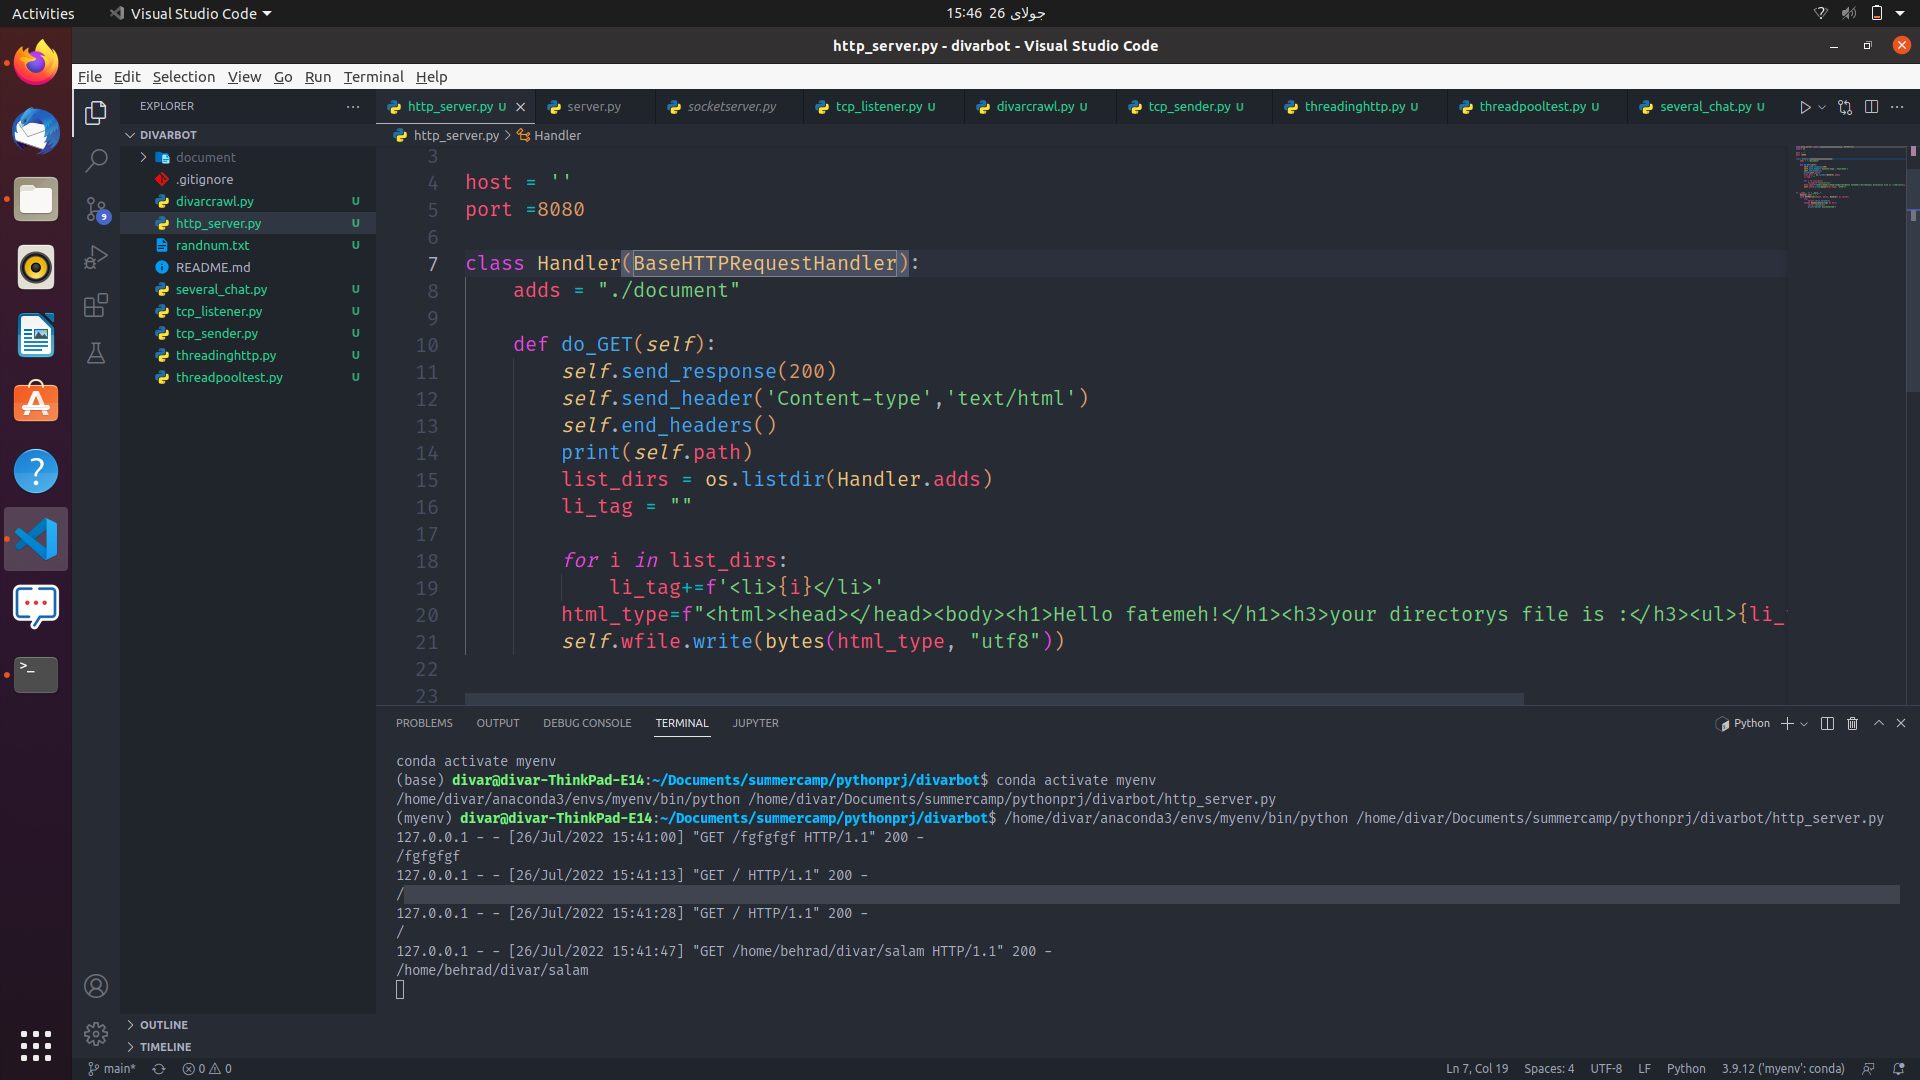 Activities
Visual Studio Code
15:46 26 جولای
http_server.py - divarbot - Visual Studio Code
File Edit Selection View Go Run Terminal Help
EXPLORER
DIVARBOT
document
.gitignore
divarcrawl.py U
http_server.py U
randnum.txt U
README.md
several_chat.py U
tcp_listener.py U
tcp_sender.py U
threadinghttp.py U
threadpooltest.py U
OUTLINE
TIMELINE
9
http_server.py U
server.py
socketserver.py
tcp_listener.py U
divarcrawl.py U
tcp_sender.py U
threadinghttp.py U
threadpooltest.py U
several_chat.py U
http_server.py > Handler
3
4 host = ''
5 port =8080
6
7 class Handler(BaseHTTPRequestHandler):
8 adds = "./document"
9
10 def do_GET(self):
11 self.send_response(200)
12 self.send_header('Content-type','text/html')
13 self.end_headers()
14 print(self.path)
15 list_dirs = os.listdir(Handler.adds)
16 li_tag = ""
17
18 for i in list_dirs:
19 li_tag+=f'<li>{i}</li>'
20 html_type=f"<html><head></head><body><h1>Hello fatemeh!</h1><h3>your directorys file is :</h3><ul>{li_
21 self.wfile.write(bytes(html_type, "utf8"))
22
23
PROBLEMS OUTPUT DEBUG CONSOLE TERMINAL JUPYTER
Python
conda activate myenv
(base) divar@divar-ThinkPad-E14:~/Documents/summercamp/pythonprj/divarbot$ conda activate myenv
/home/divar/anaconda3/envs/myenv/bin/python /home/divar/Documents/summercamp/pythonprj/divarbot/http_server.py
(myenv) divar@divar-ThinkPad-E14:~/Documents/summercamp/pythonprj/divarbot$ /home/divar/anaconda3/envs/myenv/bin/python /home/divar/Documents/summercamp/pythonprj/divarbot/http_server.py
127.0.0.1 - - [26/Jul/2022 15:41:00] "GET /fgfgfgf HTTP/1.1" 200 -
/fgfgfgf
127.0.0.1 - - [26/Jul/2022 15:41:13] "GET / HTTP/1.1" 200 -
/
127.0.0.1 - - [26/Jul/2022 15:41:28] "GET / HTTP/1.1" 200 -
/
127.0.0.1 - - [26/Jul/2022 15:41:47] "GET /home/behrad/divar/salam HTTP/1.1" 200 -
/home/behrad/divar/salam
main* 0 0
Ln 7, Col 19 Spaces: 4 UTF-8 LF Python 3.9.12 ('myenv': conda)